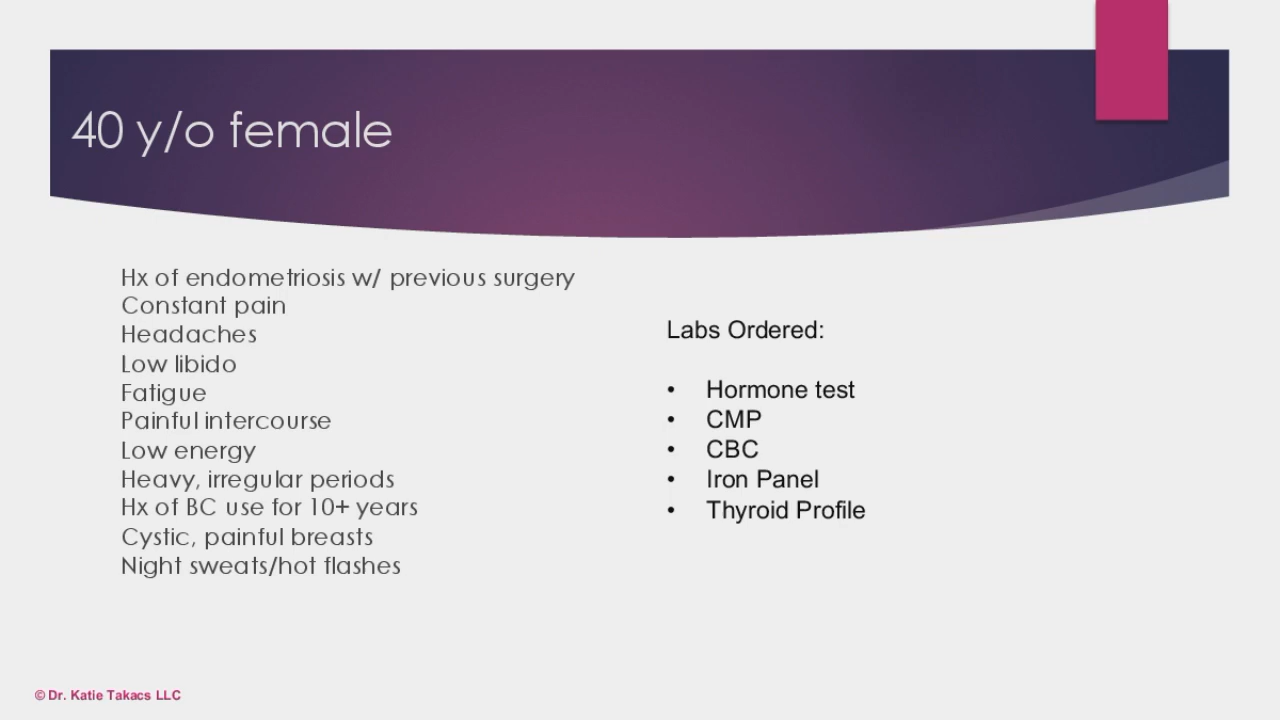 40 y/o female
Hx of endometriosis w/ previous surgery
Constant pain
Headaches
Low libido
Fatigue
Painful intercourse
Low energy
Heavy, irregular periods
Hx of BC use for 10+ years
Cystic, painful breasts
Night sweats/hot flashes
Labs Ordered:
• Hormone test
• CMP
• CBC
• Iron Panel
• Thyroid Profile
© Dr. Katie Takacs LLC